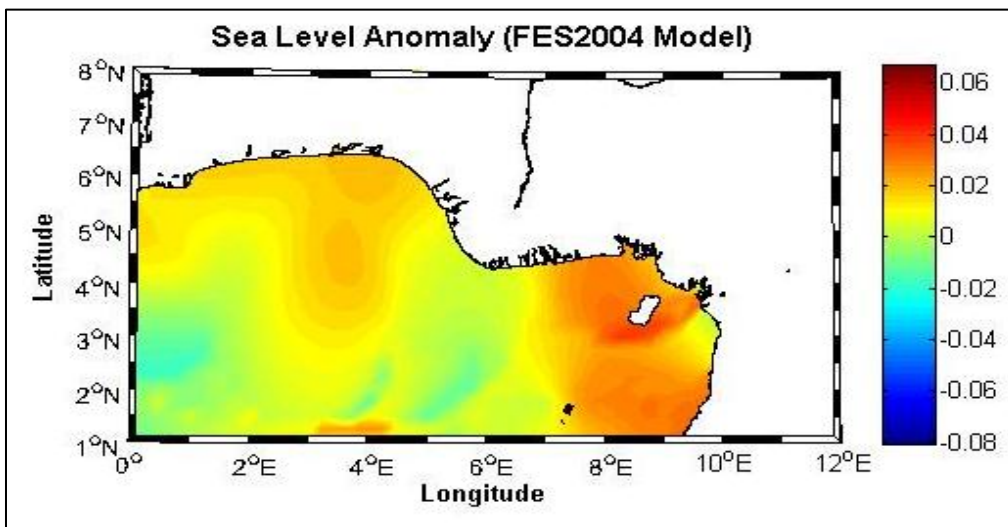 Sea Level Anomaly (FES2004 Model)
8°N
7°N
6°N
5°N
4°N
3°N
2°N
1°N
Latitude
0°
2°E
4°E
6°E
8°E
10°E
12°E
Longitude
0.06
0.04
0.02
0
-0.02
-0.04
-0.06
-0.08